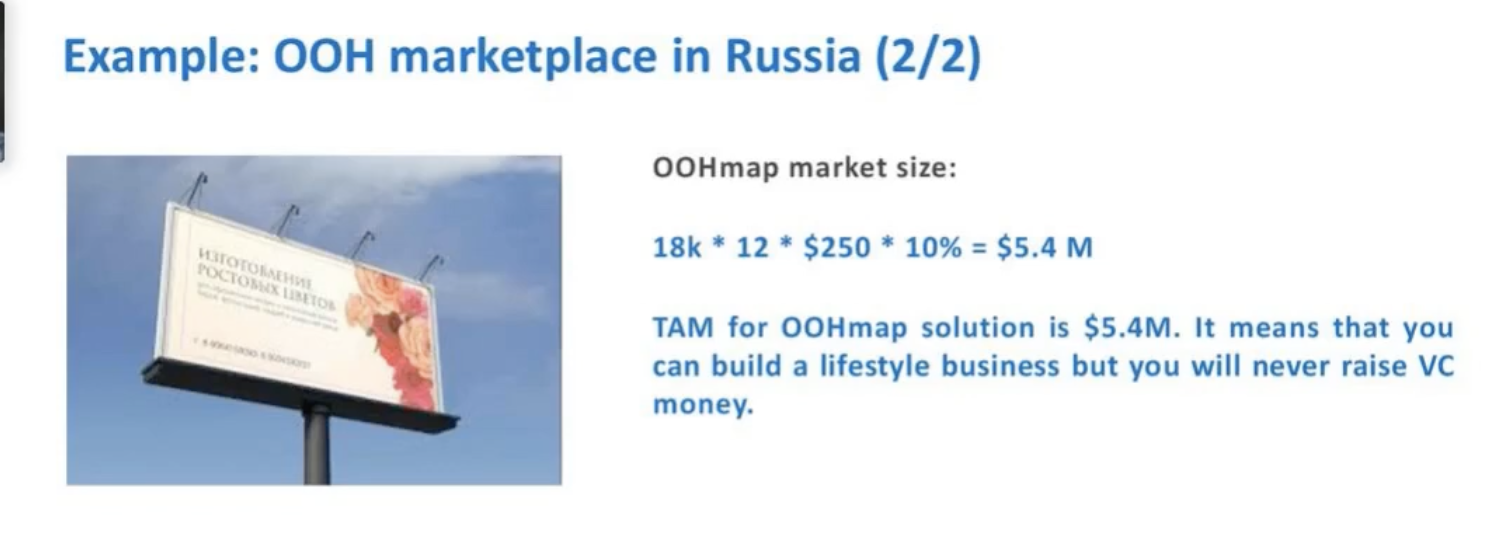 Example: OOH marketplace in Russia (2/2)
ИЗГОТОВЛЕНИЕ
РОСТОВЫХ ЦВЕТОВ
OOHmap market size:
18k * 12 * $250 * 10% = $5.4 M
TAM for OOHmap solution is $5.4M. It means that you
can build a lifestyle business but you will never raise VC
money.